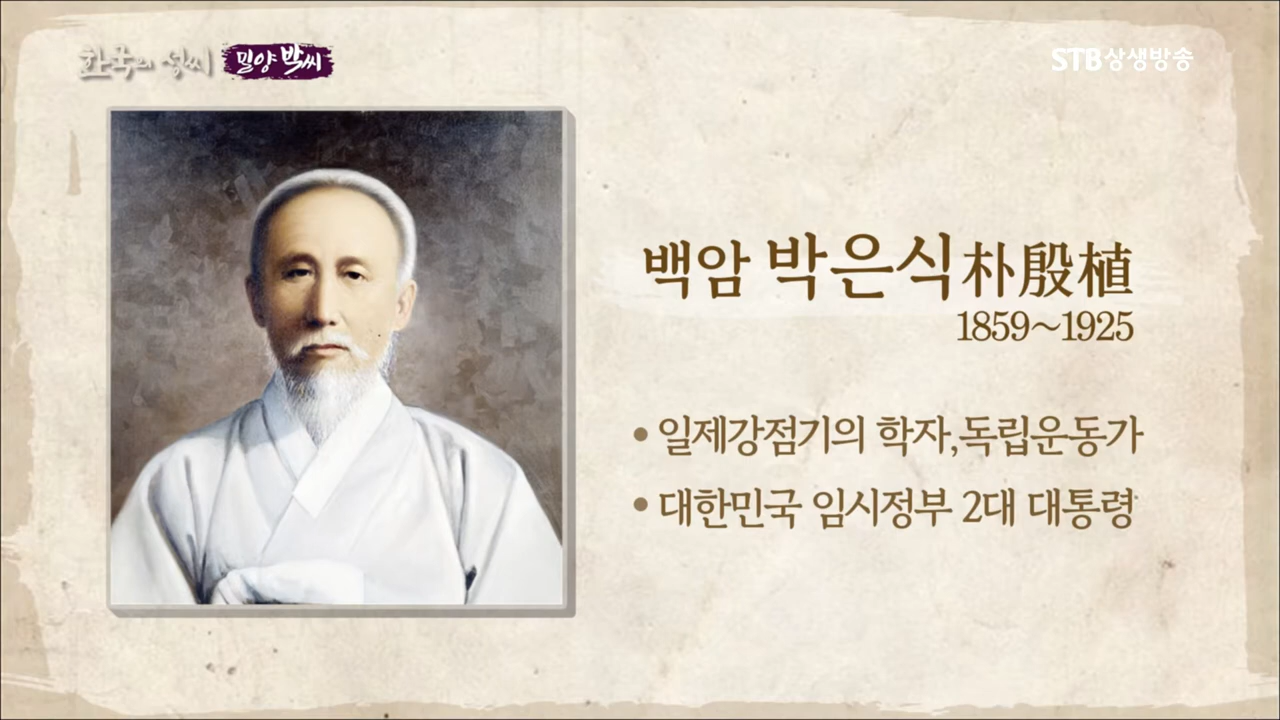 한국의 성씨 밀양 박씨
STB상생방송
백암 박은식朴殷植
1859~1925
• 일제강점기의 학자,독립운동가
• 대한민국 임시정부 2대 대통령